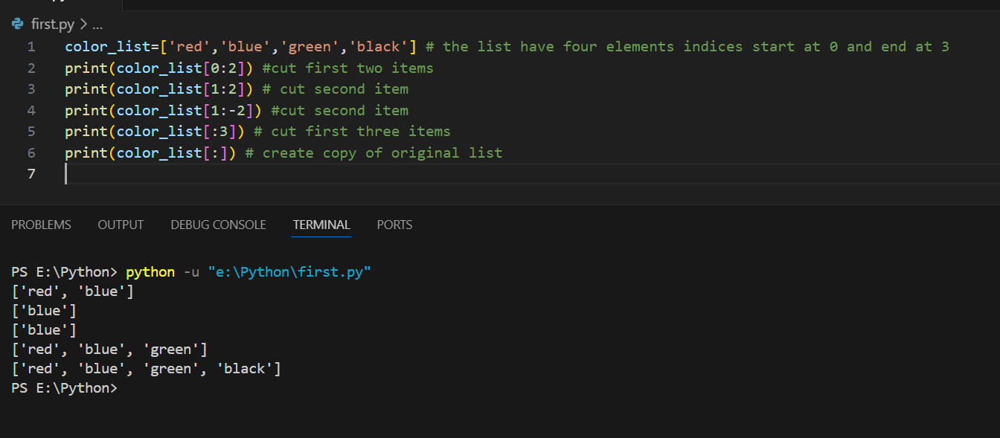 first.py > ...
1 color_list=['red','blue','green','black'] # the list have four elements indices start at 0 and end at 3
2 print(color_list[0:2]) #cut first two items
3 print(color_list[1:2]) # cut second item
4 print(color_list[1:-2]) #cut second item
5 print(color_list[:3]) # cut first three items
6 print(color_list[:]) # create copy of original list
7
PROBLEMS OUTPUT DEBUG CONSOLE TERMINAL PORTS
PS E:\Python> python -u "e:\Python\first.py"
['red', 'blue']
['blue']
['blue']
['red', 'blue', 'green']
['red', 'blue', 'green', 'black']
PS E:\Python>